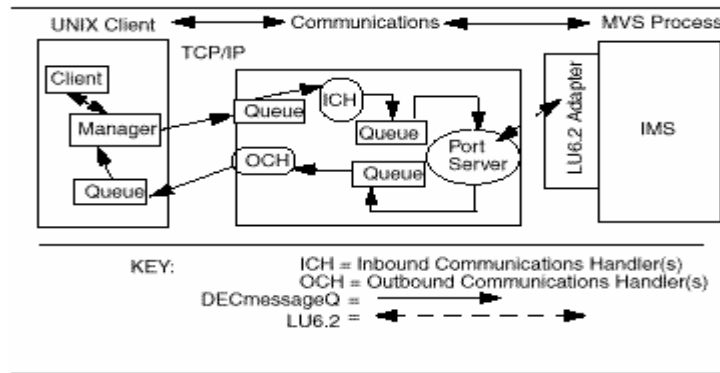 UNIX Client
Communications
MVS Process
TCP/IP
Client
Manager
Queue
Queue
ICH
Queue
OCH
Queue
Port
Server
LU6.2 Adapter
IMS
KEY:
ICH = Inbound Communications Handler(s)
OCH = Outbound Communications Handler(s)
DECmessageQ =
LU6.2 =